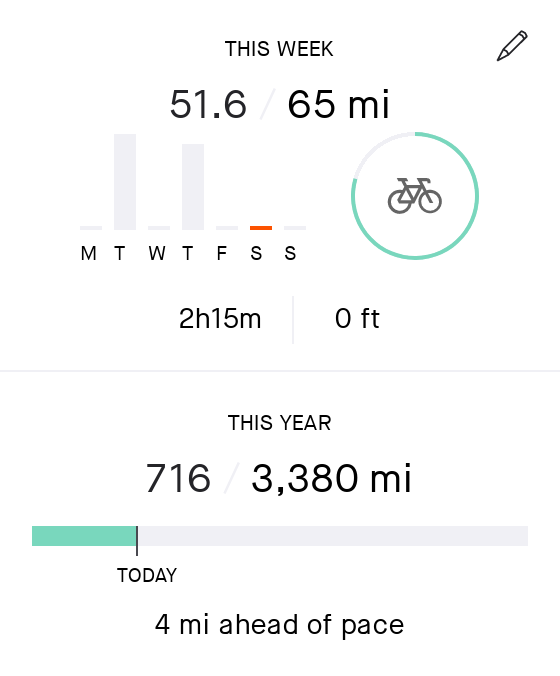 THIS WEEK
51.6 / 65 mi
M T W T F S S
2h15m 0 ft
THIS YEAR
716 / 3,380 mi
TODAY
4 mi ahead of pace